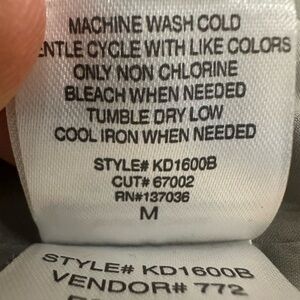 MACHINE WASH COLD
ENTLE CYCLE WITH LIKE COLORS
ONLY NON CHLORINE
BLEACH WHEN NEEDED
TUMBLE DRY LOW
COOL IRON WHEN NEEDED
STYLE# KD1600B
CUT# 67002
RN#137036
M
STYLE# KD1600B
VENDOR# 772